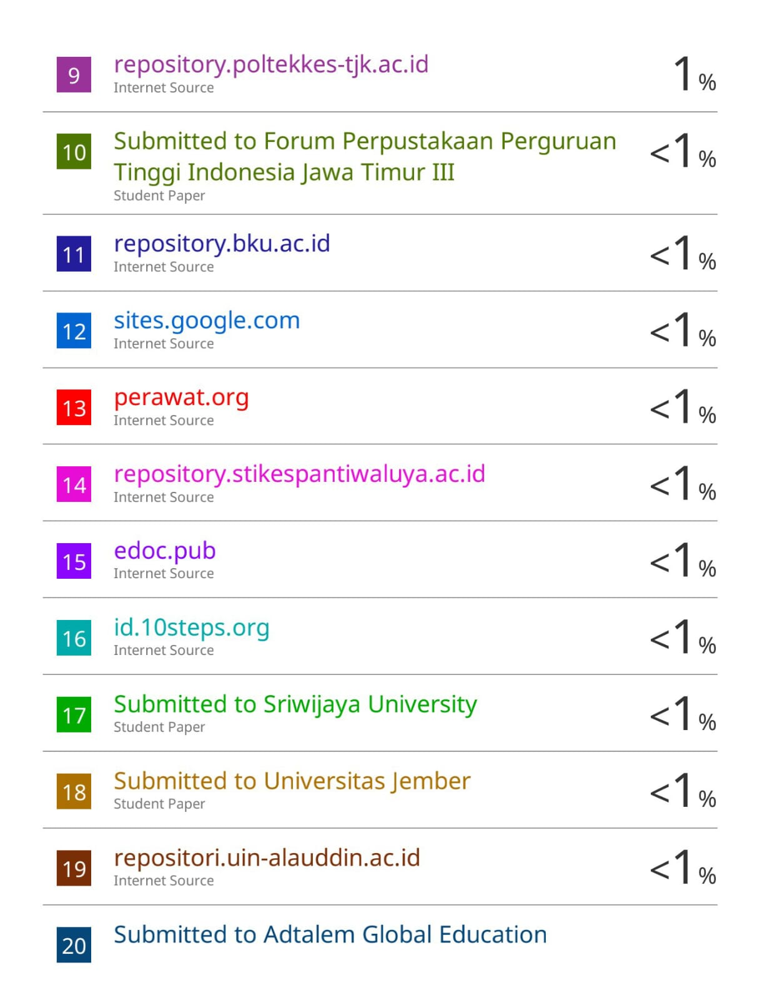 9
repository.poltekkes-tjk.ac.id
Internet Source
1%
10
Submitted to Forum Perpustakaan Perguruan
Tinggi Indonesia Jawa Timur III
Student Paper
<1%
11
repository.bku.ac.id
Internet Source
<1%
12
sites.google.com
Internet Source
<1%
13
perawat.org
Internet Source
<1%
14
repository.stikespantiwaluya.ac.id
Internet Source
<1%
15
edoc.pub
Internet Source
<1%
16
id.10steps.org
Internet Source
<1%
17
Submitted to Sriwijaya University
Student Paper
<1%
18
Submitted to Universitas Jember
Student Paper
<1%
19
repositori.uin-alauddin.ac.id
Internet Source
<1%
20
Submitted to Adtalem Global Education